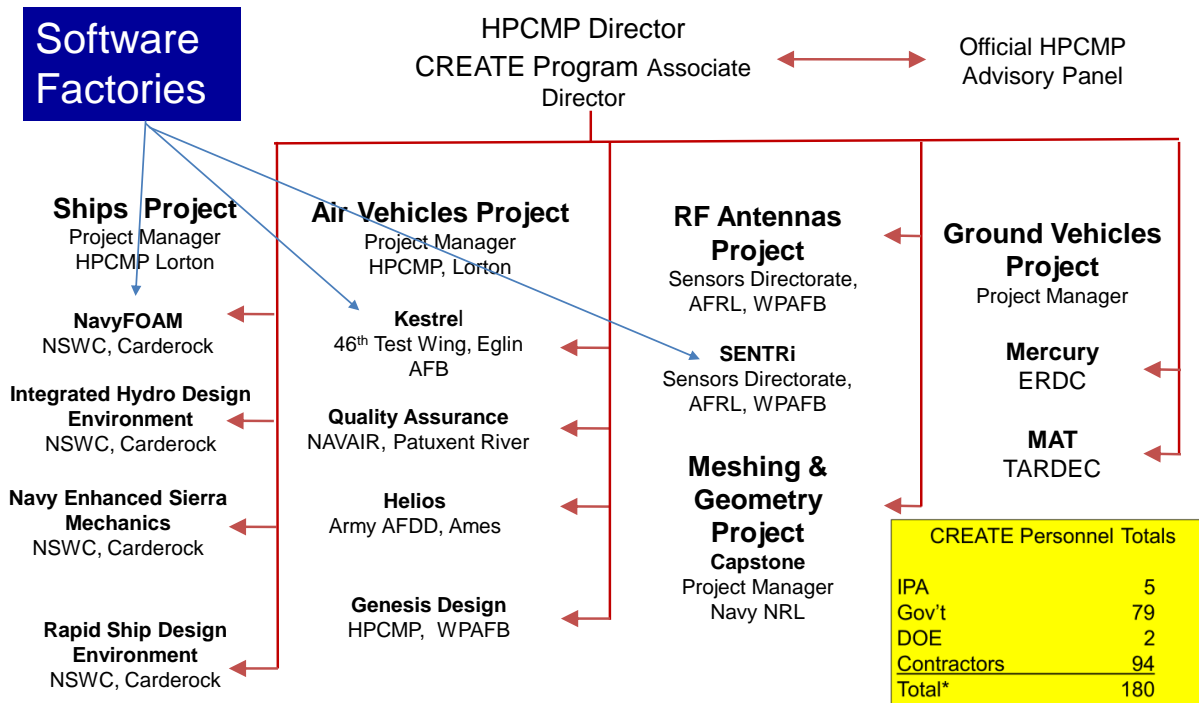 Software
Factories
HPCMP Director
CREATE Program Associate
Director
Official HPCMP
Advisory Panel
Ships Project
Project Manager
HPCMP Lorton
NavyFOAM
NSWC, Carderock
Integrated Hydro Design
Environment
NSWC, Carderock
Navy Enhanced Sierra
Mechanics
NSWC, Carderock
Rapid Ship Design
Environment
NSWC, Carderock
Air Vehicles Project
Project Manager
HPCMP, Lorton
Kestrel
46th Test Wing, Eglin
AFB
Quality Assurance
NAVAIR, Patuxent River
Helios
Army AFDD, Ames
Genesis Design
HPCMP, WPAFB
RF Antennas
Project
Sensors Directorate,
AFRL, WPAFB
SENTRi
Sensors Directorate,
AFRL, WPAFB
Meshing &
Geometry
Project
Capstone
Project Manager
Navy NRL
Ground Vehicles
Project
Project Manager
Mercury
ERDC
MAT
TARDEC
CREATE Personnel Totals
IPA 5
Gov't 79
DOE 2
Contractors 94
Total* 180